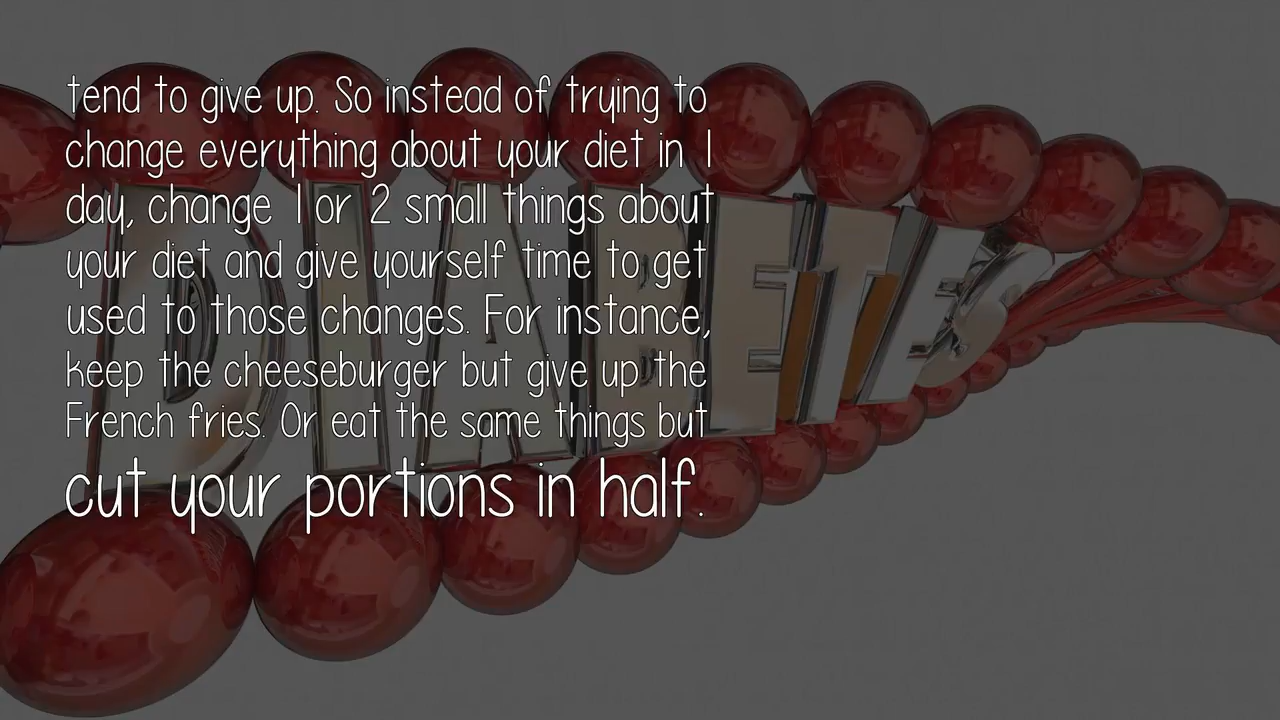 tend to give up. So instead of trying to
change everything about your diet in 1
day, change 1 or 2 small things about
your diet and give yourself time to get
used to those changes. For instance,
keep the cheeseburger but give up the
French fries. Or eat the same things but
cut your portions in half.
DIABETES